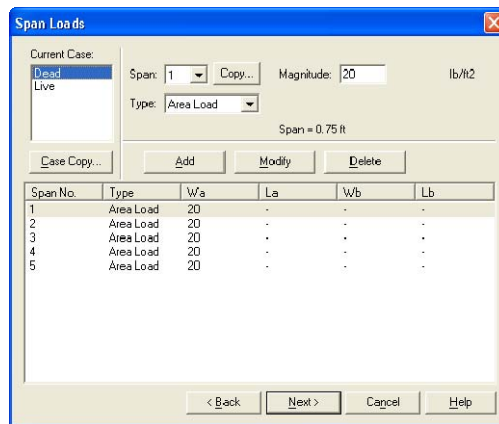 Span Loads
Current Case:
Dead
Live
Span: 1 Copy... Magnitude: 20 lb/ft2
Type: Area Load
Span = 0.75 ft
Case Copy... Add Modify Delete
Span No. Type Wa La Wb Lb
1 Area Load 20 - - -
2 Area Load 20 - - -
3 Area Load 20 - - -
4 Area Load 20 - - -
5 Area Load 20 - - -
< Back Next > Cancel Help